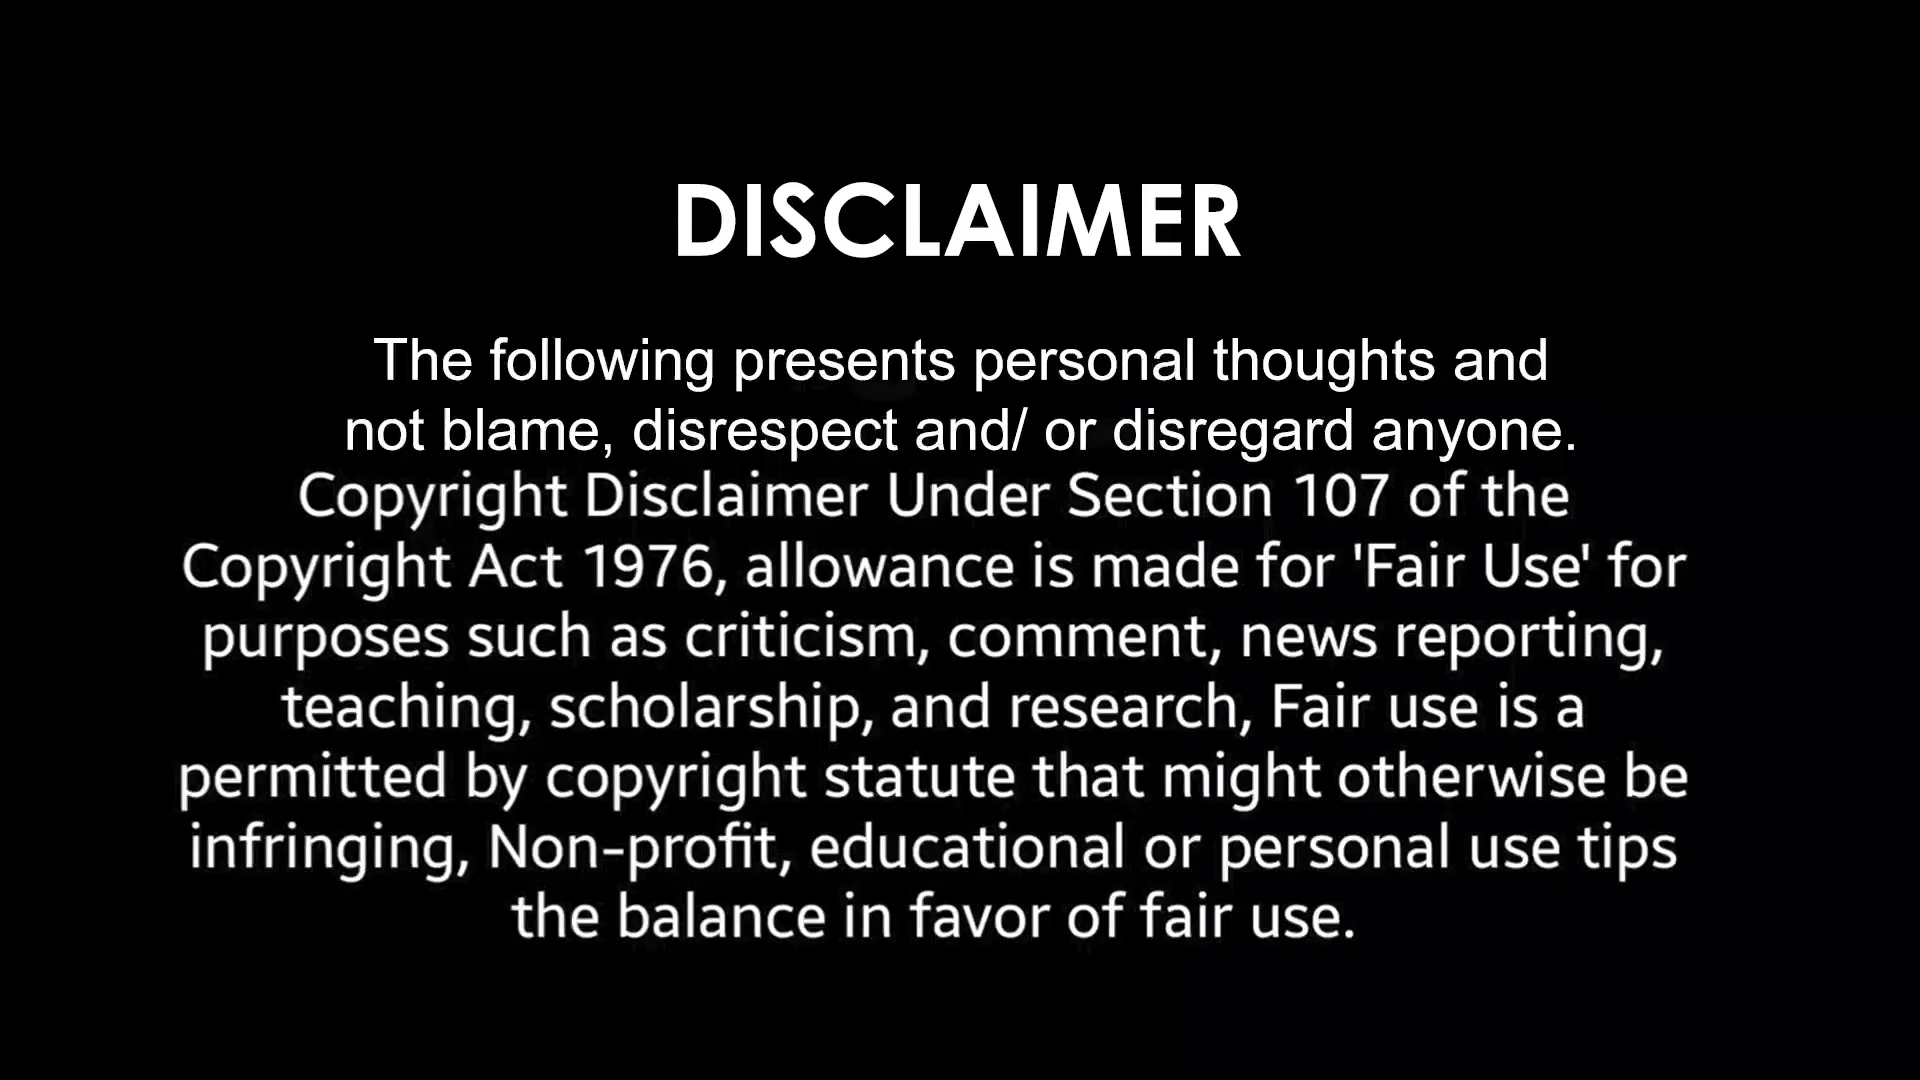 DISCLAIMER
The following presents personal thoughts and
not blame, disrespect and/ or disregard anyone.
Copyright Disclaimer Under Section 107 of the
Copyright Act 1976, allowance is made for 'Fair Use' for
purposes such as criticism, comment, news reporting,
teaching, scholarship, and research, Fair use is a
permitted by copyright statute that might otherwise be
infringing, Non-profit, educational or personal use tips
the balance in favor of fair use.